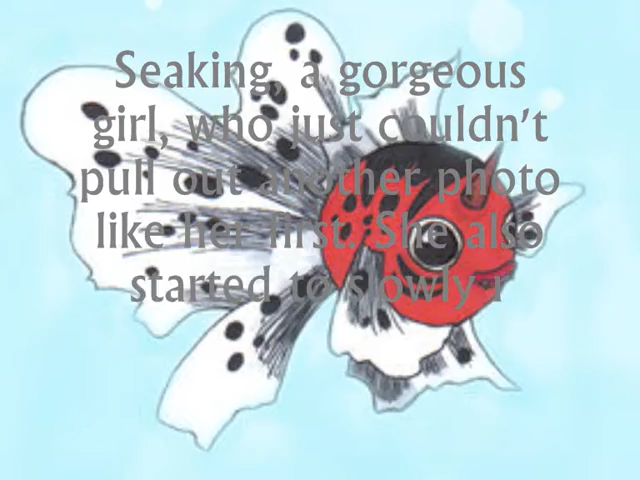 Seaking, a gorgeous
girl, who just couldn't
pull out another photo
like her first. She also
started to slowly r